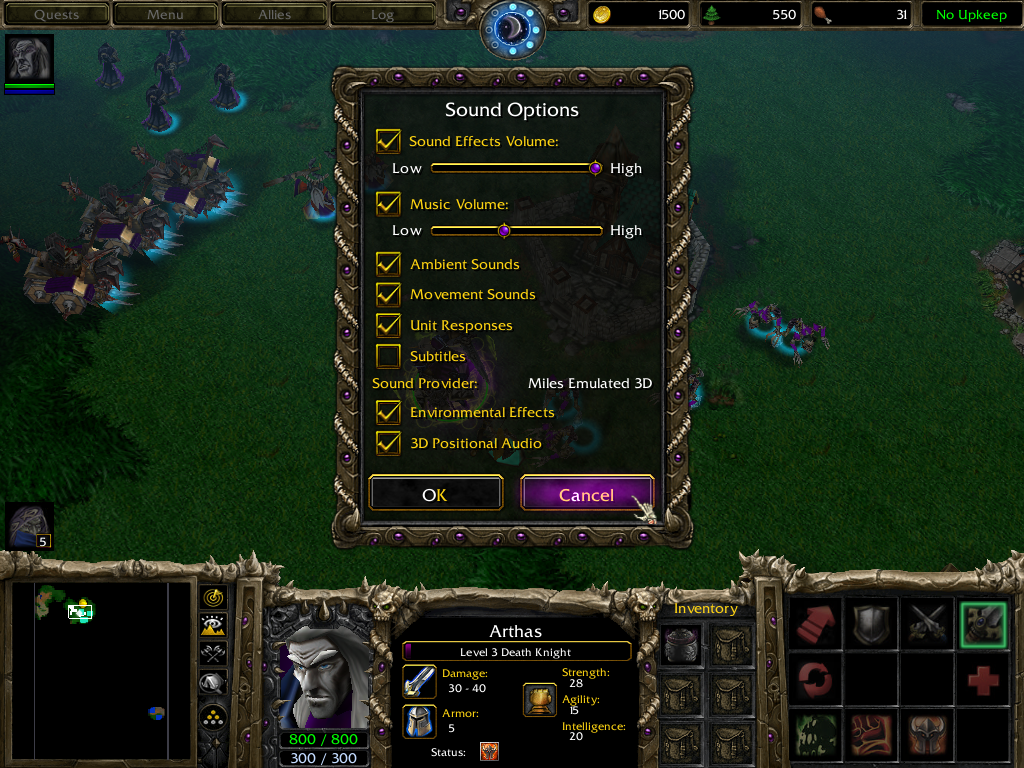 Quests Menu Allies Log 1500 550 31 No Upkeep
Sound Options
Sound Effects Volume:
Low High
Music Volume:
Low High
Ambient Sounds
Movement Sounds
Unit Responses
Subtitles
Sound Provider: Miles Emulated 3D
Environmental Effects
3D Positional Audio
OK Cancel
5
Arthas
Level 3 Death Knight
Damage:
30 - 40
Armor:
5
Status:
Strength:
28
Agility:
15
Intelligence:
20
800 / 800
300 / 300
Inventory